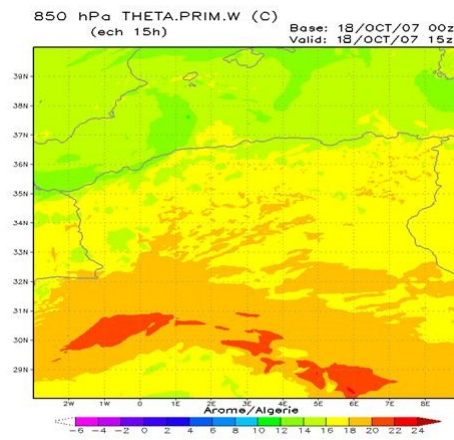 850 hPa THETA.PRIM.W (C)
(ech 15h)
Base: 18/OCT/07 00z
Valid: 18/OCT/07 15z
39N
38N
37N
36N
35N
34N
33N
32N
31N
30N
29N
2W 1W 0 1E 2E 3E 4E 5E 6E 7E 8E
Arome/Algerie
-6 -4 -2 0 2 4 6 8 10 12 14 16 18 20 22 24